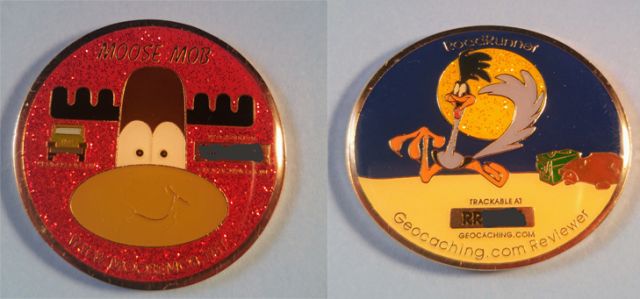 MOOSE MOB
RoadRunner
TRACKABLE AT
RR
GEOCACHING.COM
Geocaching.com Reviewer